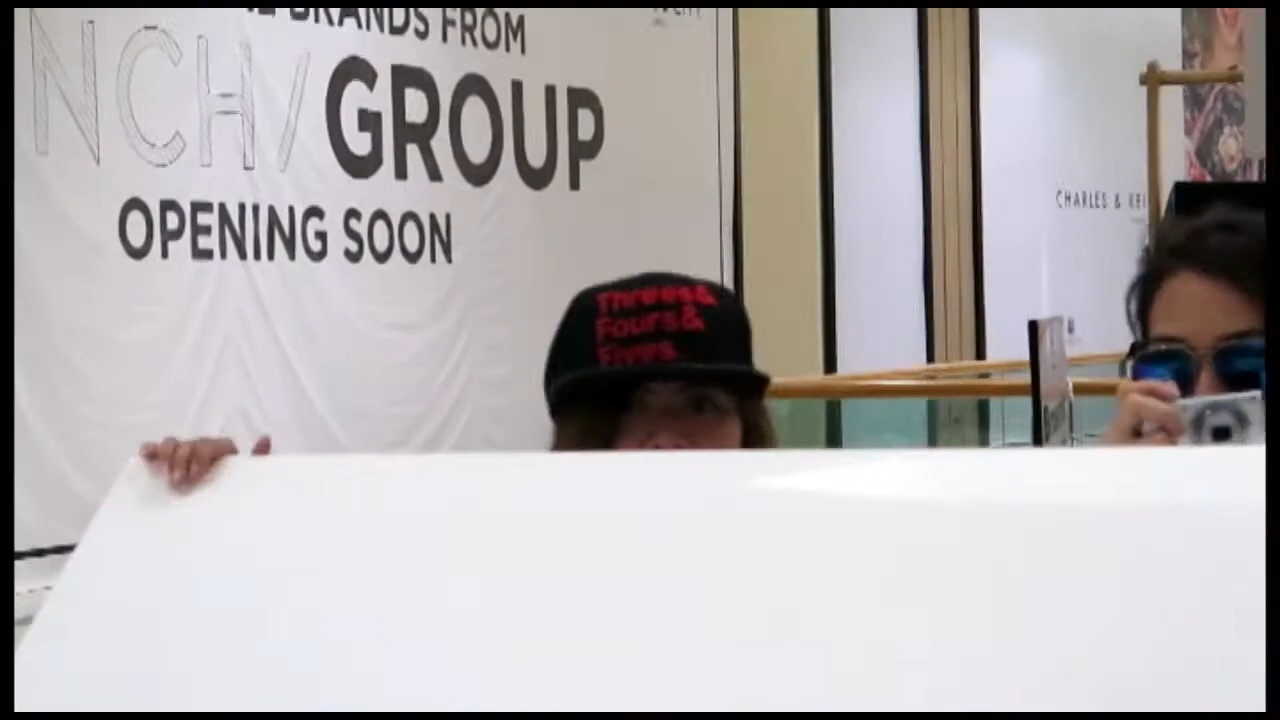 BRANDS FROM
NCH/GROUP
OPENING SOON
CHARLES & KEI
Threes&
Fours&
Fives.